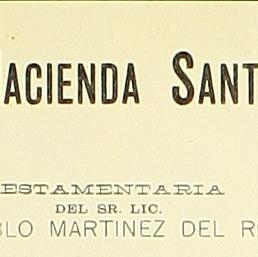 ACIENDA SANT
ESTAMENTARIA
DEL SR. LIC.
BLO MARTINEZ DEL R